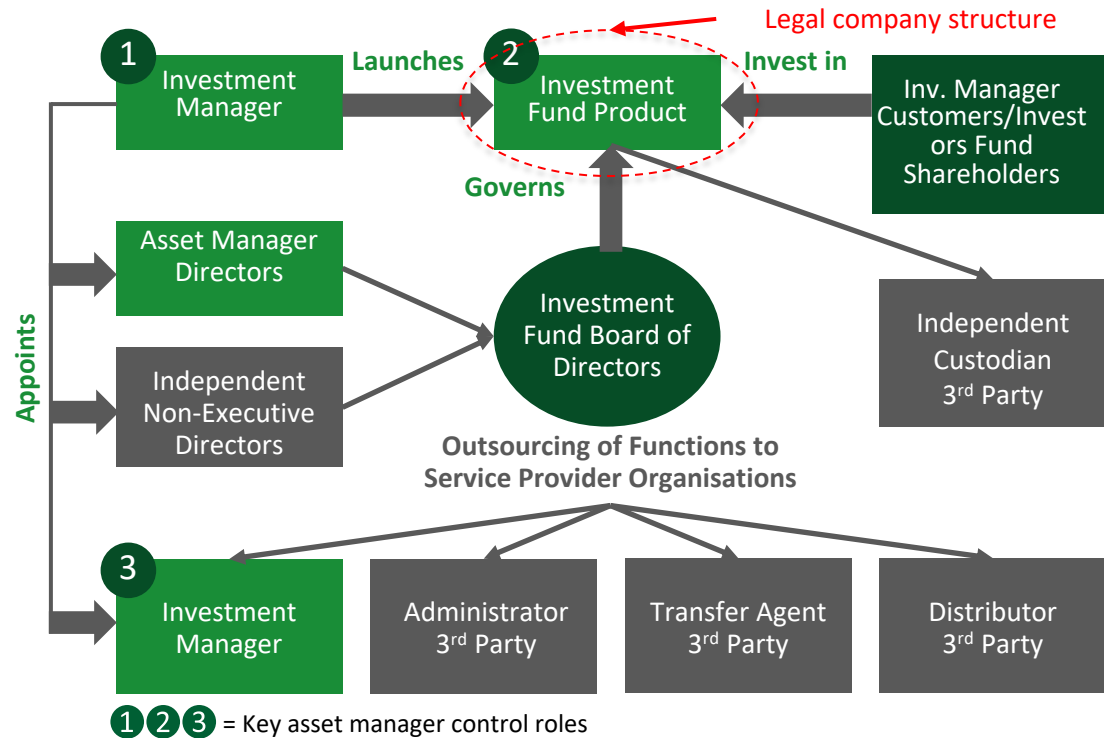 Legal company structure
1
Investment
Manager
Launches
2
Investment
Fund Product
Invest in
Inv. Manager
Customers/Invest
ors Fund
Shareholders
Governs
Appoints
Asset Manager
Directors
Independent
Non-Executive
Directors
Investment
Fund Board of
Directors
Independent
Custodian
3rd Party
Outsourcing of Functions to
Service Provider Organisations
3
Investment
Manager
Administrator
3rd Party
Transfer Agent
3rd Party
Distributor
3rd Party
1 2 3 = Key asset manager control roles